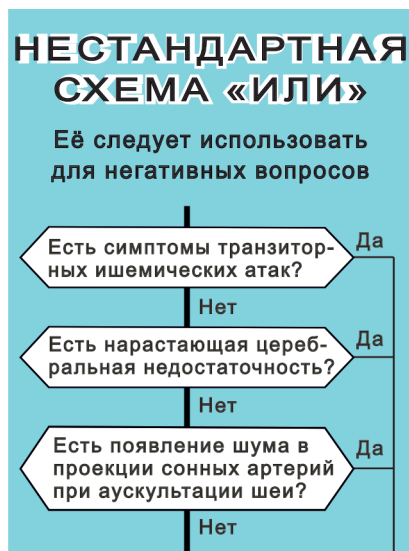 НЕСТАНДАРТНАЯ
СХЕМА «ИЛИ»
Её следует использовать
для негативных вопросов
Есть симптомы транзитор-
ных ишемических атак?
Да
Нет
Есть нарастающая цереб-
ральная недостаточность?
Да
Нет
Есть появление шума в
проекции сонных артерий
при аускультации шеи?
Да
Нет